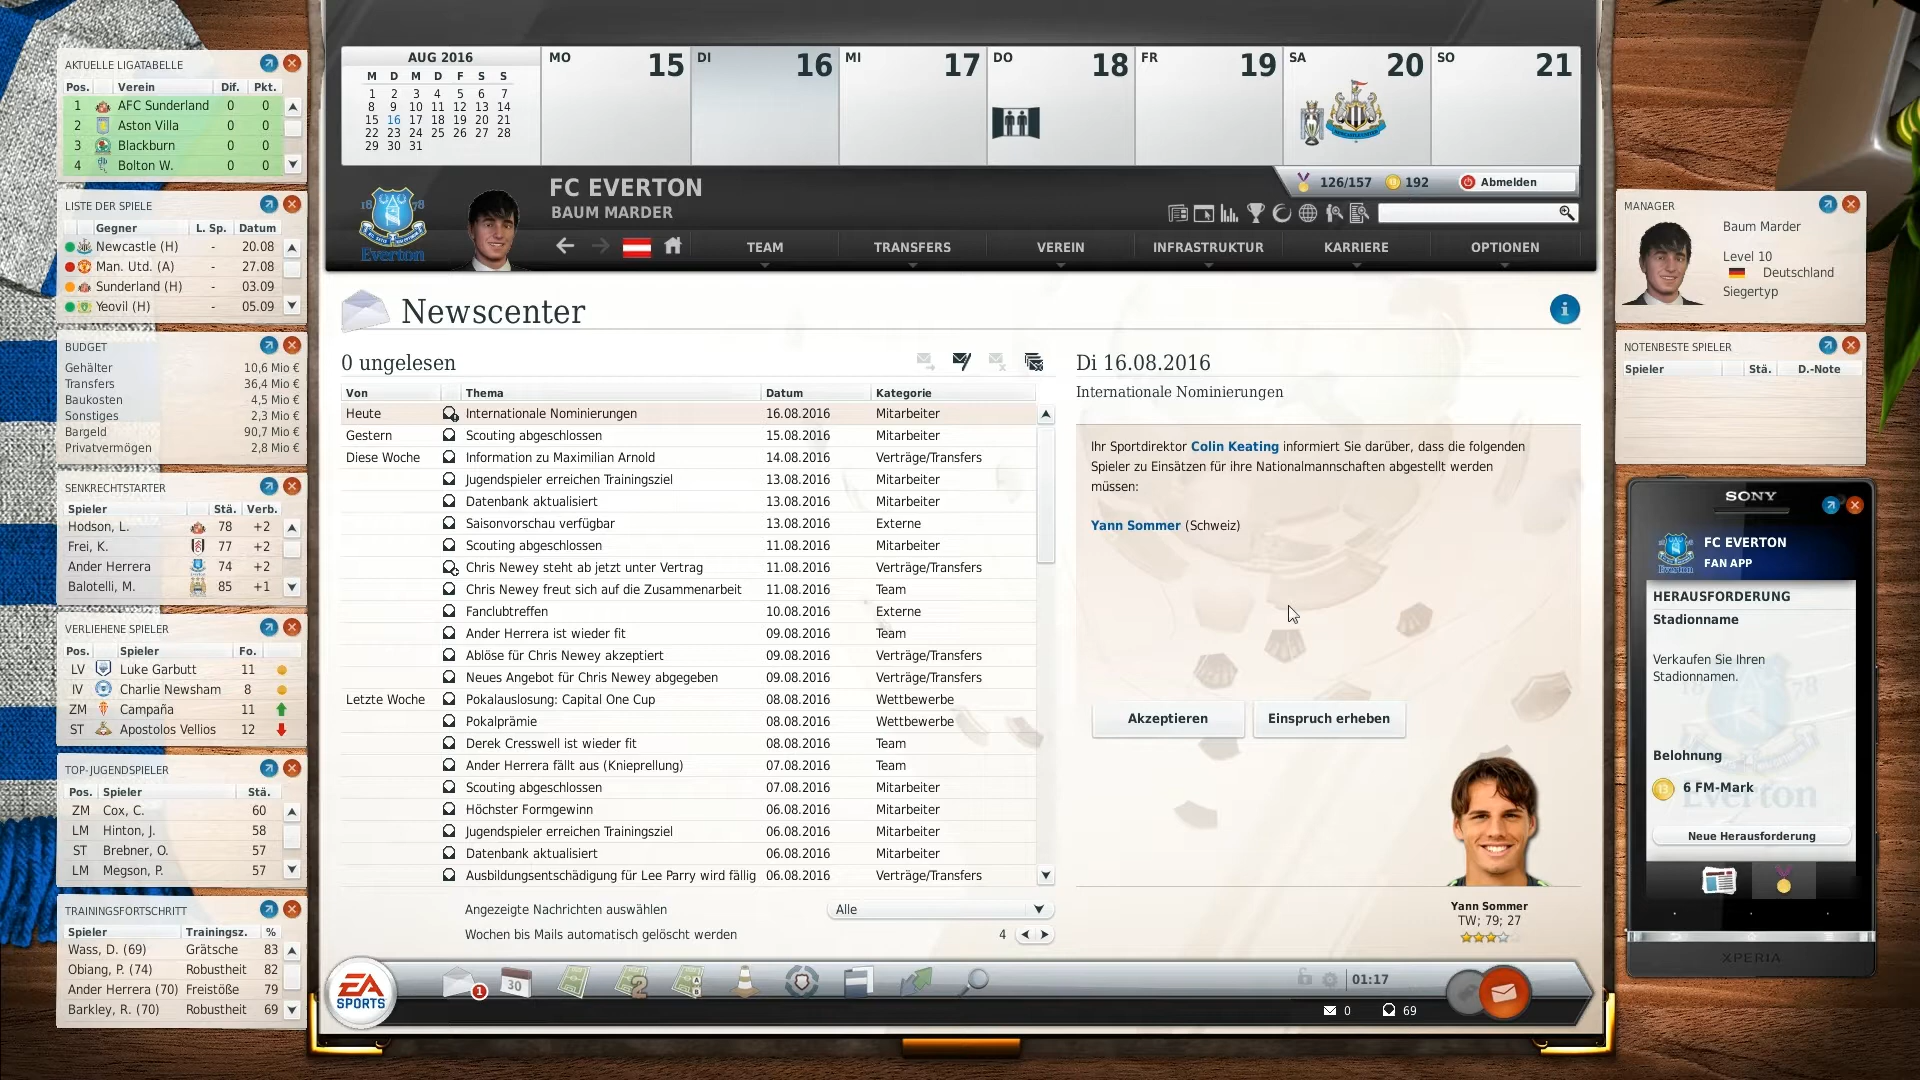 AKTUELLE LIGATABELLE
Pos. Verein Dif. Pkt.
1 AFC Sunderland 0 0
2 Aston Villa 0 0
3 Blackburn 0 0
4 Bolton W. 0 0
LISTE DER SPIELE
Gegner L. Sp. Datum
Newcastle (H) - 20.08
Man. Utd. (A) - 27.08
Sunderland (H) - 03.09
Yeovil (H) - 05.09
BUDGET
Gehälter 10,6 Mio €
Transfers 36,4 Mio €
Baukosten 4,5 Mio €
Sonstiges 2,3 Mio €
Bargeld 90,7 Mio €
Privatvermögen 2,8 Mio €
SENKRECHTSTARTER
Spieler Stä. Verb.
Hodson, L. 78 +2
Frei, K. 77 +2
Ander Herrera 74 +2
Balotelli, M. 85 +1
VERLIEHENE SPIELER
Pos. Spieler Fo.
LV Luke Garbutt 11
IV Charlie Newsham 8
ZM Campaña 11
ST Apostolos Vellios 12
TOP-JUGENDSPIELER
Pos. Spieler Stä.
ZM Cox, C. 60
LM Hinton, J. 58
ST Brebner, O. 57
LM Megson, P. 57
TRAININGSFORTSCHRITT
Spieler Trainingsz. %
Wass, D. (69) Grätsche 83
Obiang, P. (74) Robustheit 82
Ander Herrera (70) Freistöße 79
Barkley, R. (70) Robustheit 69
AUG 2016
M D M D F S S
1 2 3 4 5 6 7
8 9 10 11 12 13 14
15 16 17 18 19 20 21
22 23 24 25 26 27 28
29 30 31
MO 15 DI 16 MI 17 DO 18 FR 19 SA 20 SO 21
126/157 192 Abmelden
18 78
Everton
FC EVERTON
BAUM MARDER
TEAM TRANSFERS VEREIN INFRASTRUKTUR KARRIERE OPTIONEN
Newscenter
0 ungelesen
Von Thema Datum Kategorie
Heute Internationale Nominierungen 16.08.2016 Mitarbeiter
Gestern Scouting abgeschlossen 15.08.2016 Mitarbeiter
Diese Woche Information zu Maximilian Arnold 14.08.2016 Verträge/Transfers
Jugendspieler erreichen Trainingsziel 13.08.2016 Mitarbeiter
Datenbank aktualisiert 13.08.2016 Mitarbeiter
Saisonvorschau verfügbar 13.08.2016 Externe
Scouting abgeschlossen 11.08.2016 Mitarbeiter
Chris Newey steht ab jetzt unter Vertrag 11.08.2016 Verträge/Transfers
Chris Newey freut sich auf die Zusammenarbeit 11.08.2016 Team
Fanclubtreffen 10.08.2016 Externe
Ander Herrera ist wieder fit 09.08.2016 Team
Ablöse für Chris Newey akzeptiert 09.08.2016 Verträge/Transfers
Neues Angebot für Chris Newey abgegeben 09.08.2016 Verträge/Transfers
Letzte Woche Pokalauslosung: Capital One Cup 08.08.2016 Wettbewerbe
Pokalprämie 08.08.2016 Wettbewerbe
Derek Cresswell ist wieder fit 08.08.2016 Team
Ander Herrera fällt aus (Knieprellung) 07.08.2016 Team
Scouting abgeschlossen 07.08.2016 Mitarbeiter
Höchster Formgewinn 06.08.2016 Mitarbeiter
Jugendspieler erreichen Trainingsziel 06.08.2016 Mitarbeiter
Datenbank aktualisiert 06.08.2016 Mitarbeiter
Ausbildungsentschädigung für Lee Parry wird fällig 06.08.2016 Verträge/Transfers
Angezeigte Nachrichten auswählen Alle
Wochen bis Mails automatisch gelöscht werden 4
Di 16.08.2016
Internationale Nominierungen
Ihr Sportdirektor Colin Keating informiert Sie darüber, dass die folgenden
Spieler zu Einsätzen für ihre Nationalmannschaften abgestellt werden
müssen:
Yann Sommer (Schweiz)
Akzeptieren Einspruch erheben
Yann Sommer
TW; 79; 27
EA
SPORTS
1
30
2
01:17
0 69
MANAGER
Baum Marder
Level 10
Deutschland
Siegertyp
NOTENBESTE SPIELER
Spieler Stä. D.-Note
SONY
FC EVERTON
FAN APP
HERAUSFORDERUNG
Stadionname
Verkaufen Sie Ihren
Stadionnamen.
Belohnung
6 FM-Mark
Neue Herausforderung
XPERIA